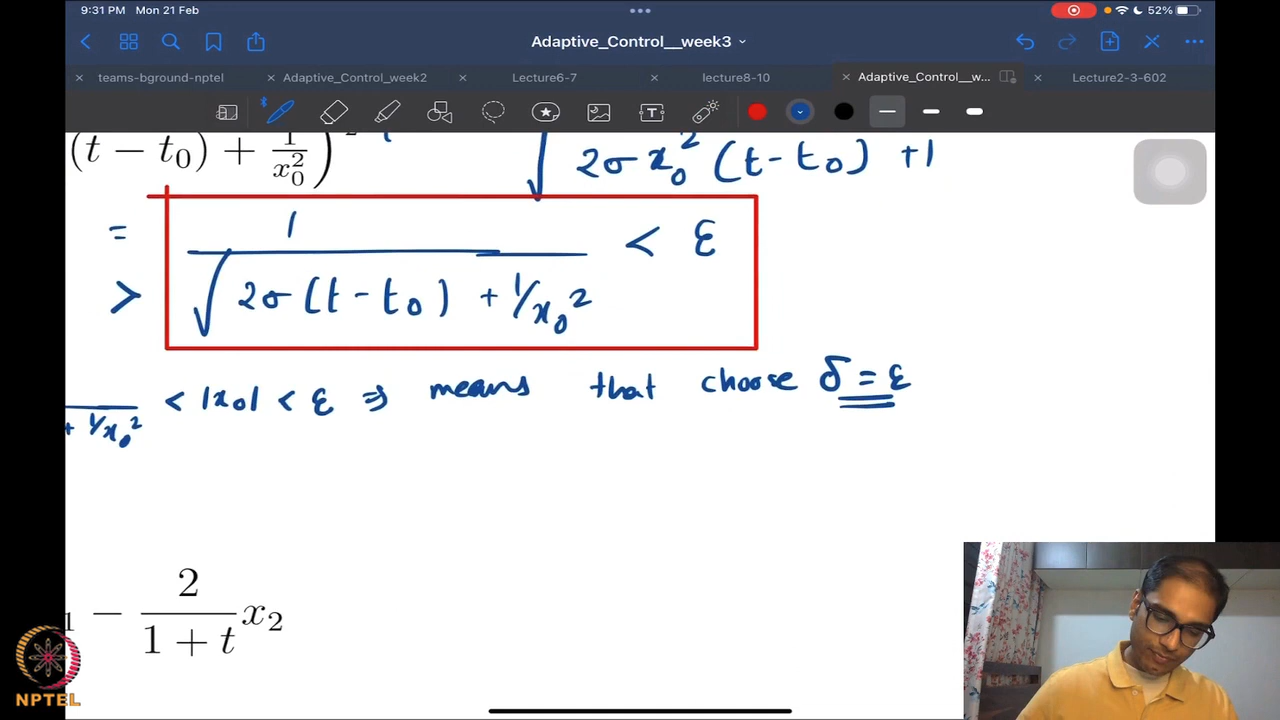 9:31 PM Mon 21 Feb
52%
Adaptive_Control__week3
teams-bground-nptel
Adaptive_Control_week2
Lecture6-7
lecture8-10
Adaptive_Control__w...
Lecture2-3-602
(t − t₀) + 1/x₀²)
√ 2σ x₀² (t − t₀) + 1
= 1 / √(2σ(t − t₀) + 1/x₀²) < ε
>
+ 1/x₀² < |x₀| < ε ⇒ means that choose δ = ε
1 − 2/(1 + t) x₂
NPTEL